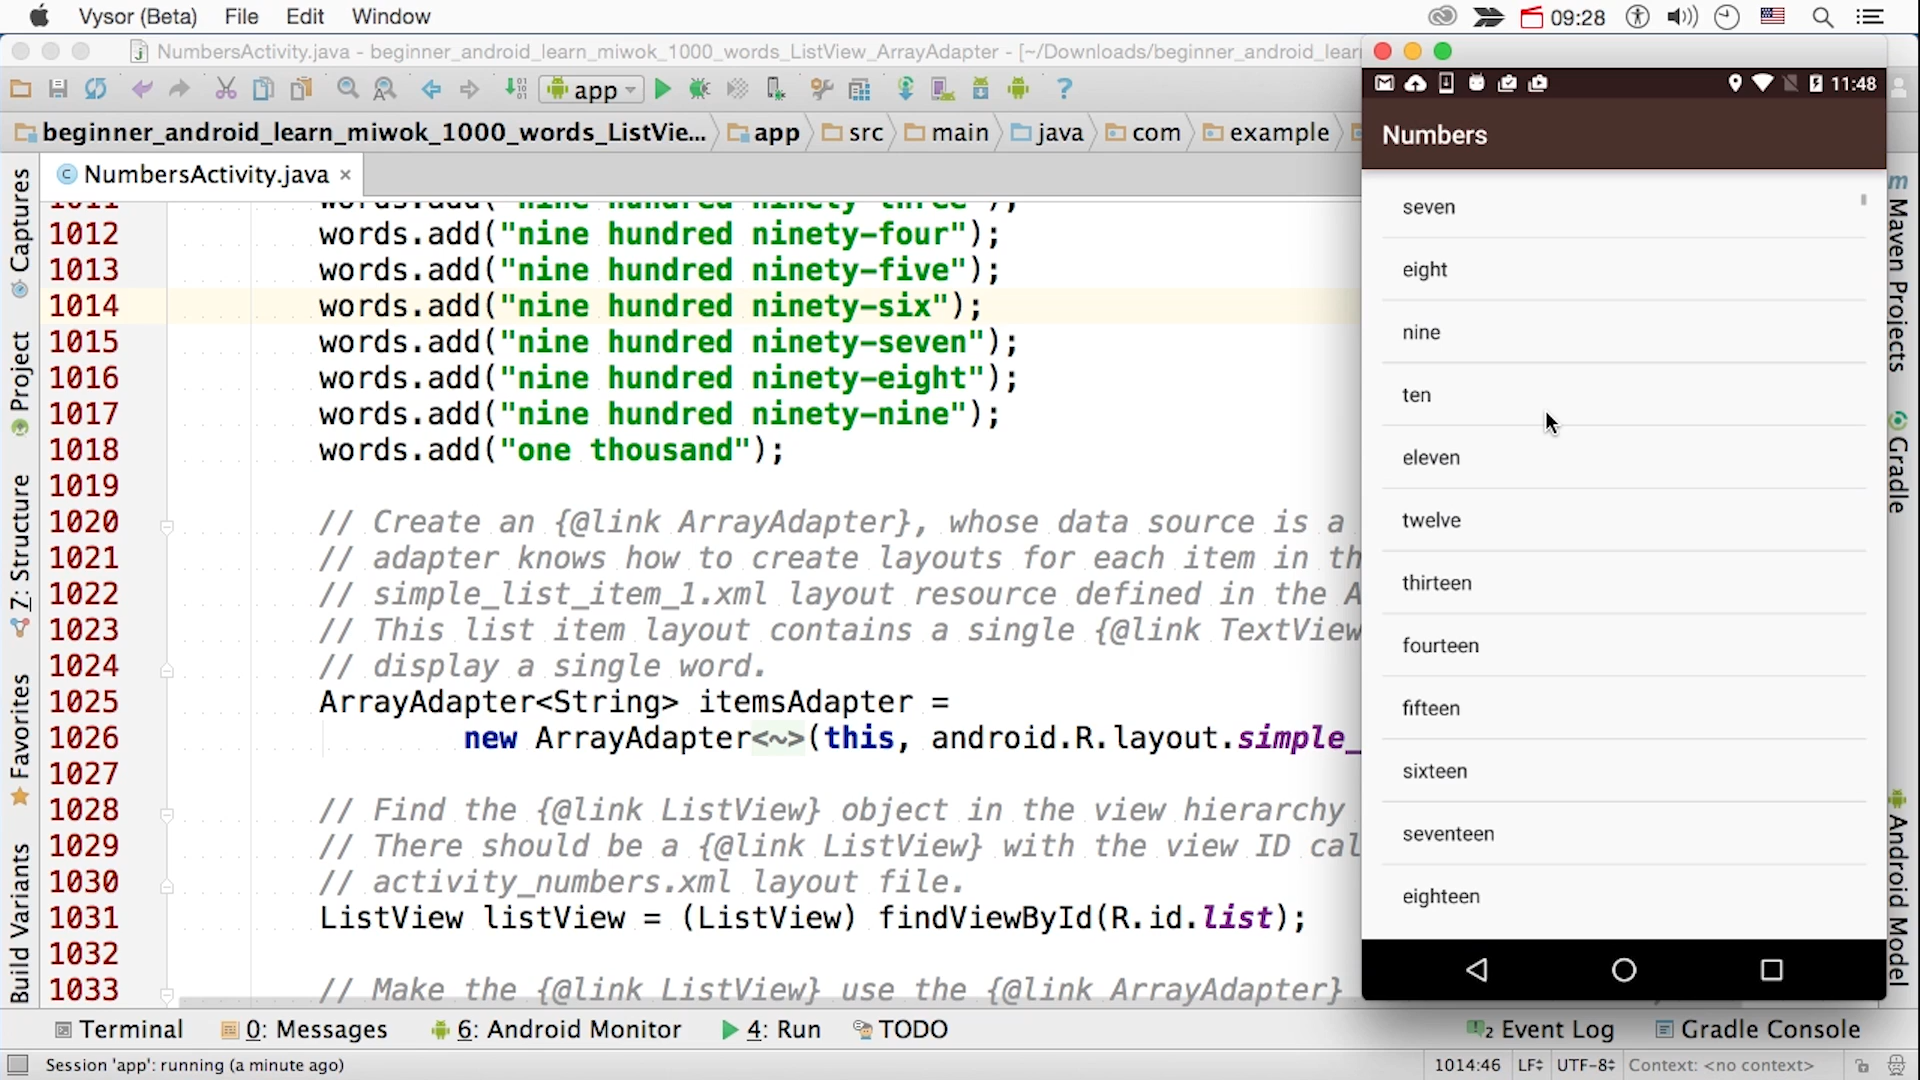 Vysor (Beta) File Edit Window 09:28
NumbersActivity.java - beginner_android_learn_miwok_1000_words_ListView_ArrayAdapter - [~/Downloads/beginner_android_lear
app
beginner_android_learn_miwok_1000_words_ListVie... app src main java com example
NumbersActivity.java
1011 words.add("nine hundred ninety-three");
1012 words.add("nine hundred ninety-four");
1013 words.add("nine hundred ninety-five");
1014 words.add("nine hundred ninety-six");
1015 words.add("nine hundred ninety-seven");
1016 words.add("nine hundred ninety-eight");
1017 words.add("nine hundred ninety-nine");
1018 words.add("one thousand");
1019
1020 // Create an {@link ArrayAdapter}, whose data source is a
1021 // adapter knows how to create layouts for each item in th
1022 // simple_list_item_1.xml layout resource defined in the A
1023 // This list item layout contains a single {@link TextView
1024 // display a single word.
1025 ArrayAdapter<String> itemsAdapter =
1026 new ArrayAdapter<~>(this, android.R.layout.simple_
1027
1028 // Find the {@link ListView} object in the view hierarchy
1029 // There should be a {@link ListView} with the view ID cal
1030 // activity_numbers.xml layout file.
1031 ListView listView = (ListView) findViewById(R.id.list);
1032
1033 // Make the {@link ListView} use the {@link ArrayAdapter}
Captures
Project
Z: Structure
Favorites
Build Variants
11:48
Numbers
seven
eight
nine
ten
eleven
twelve
thirteen
fourteen
fifteen
sixteen
seventeen
eighteen
m Maven Projects
Gradle
Android Model
Terminal 0: Messages 6: Android Monitor 4: Run TODO 2 Event Log Gradle Console
Session 'app': running (a minute ago) 1014:46 LF UTF-8 Context: <no context>